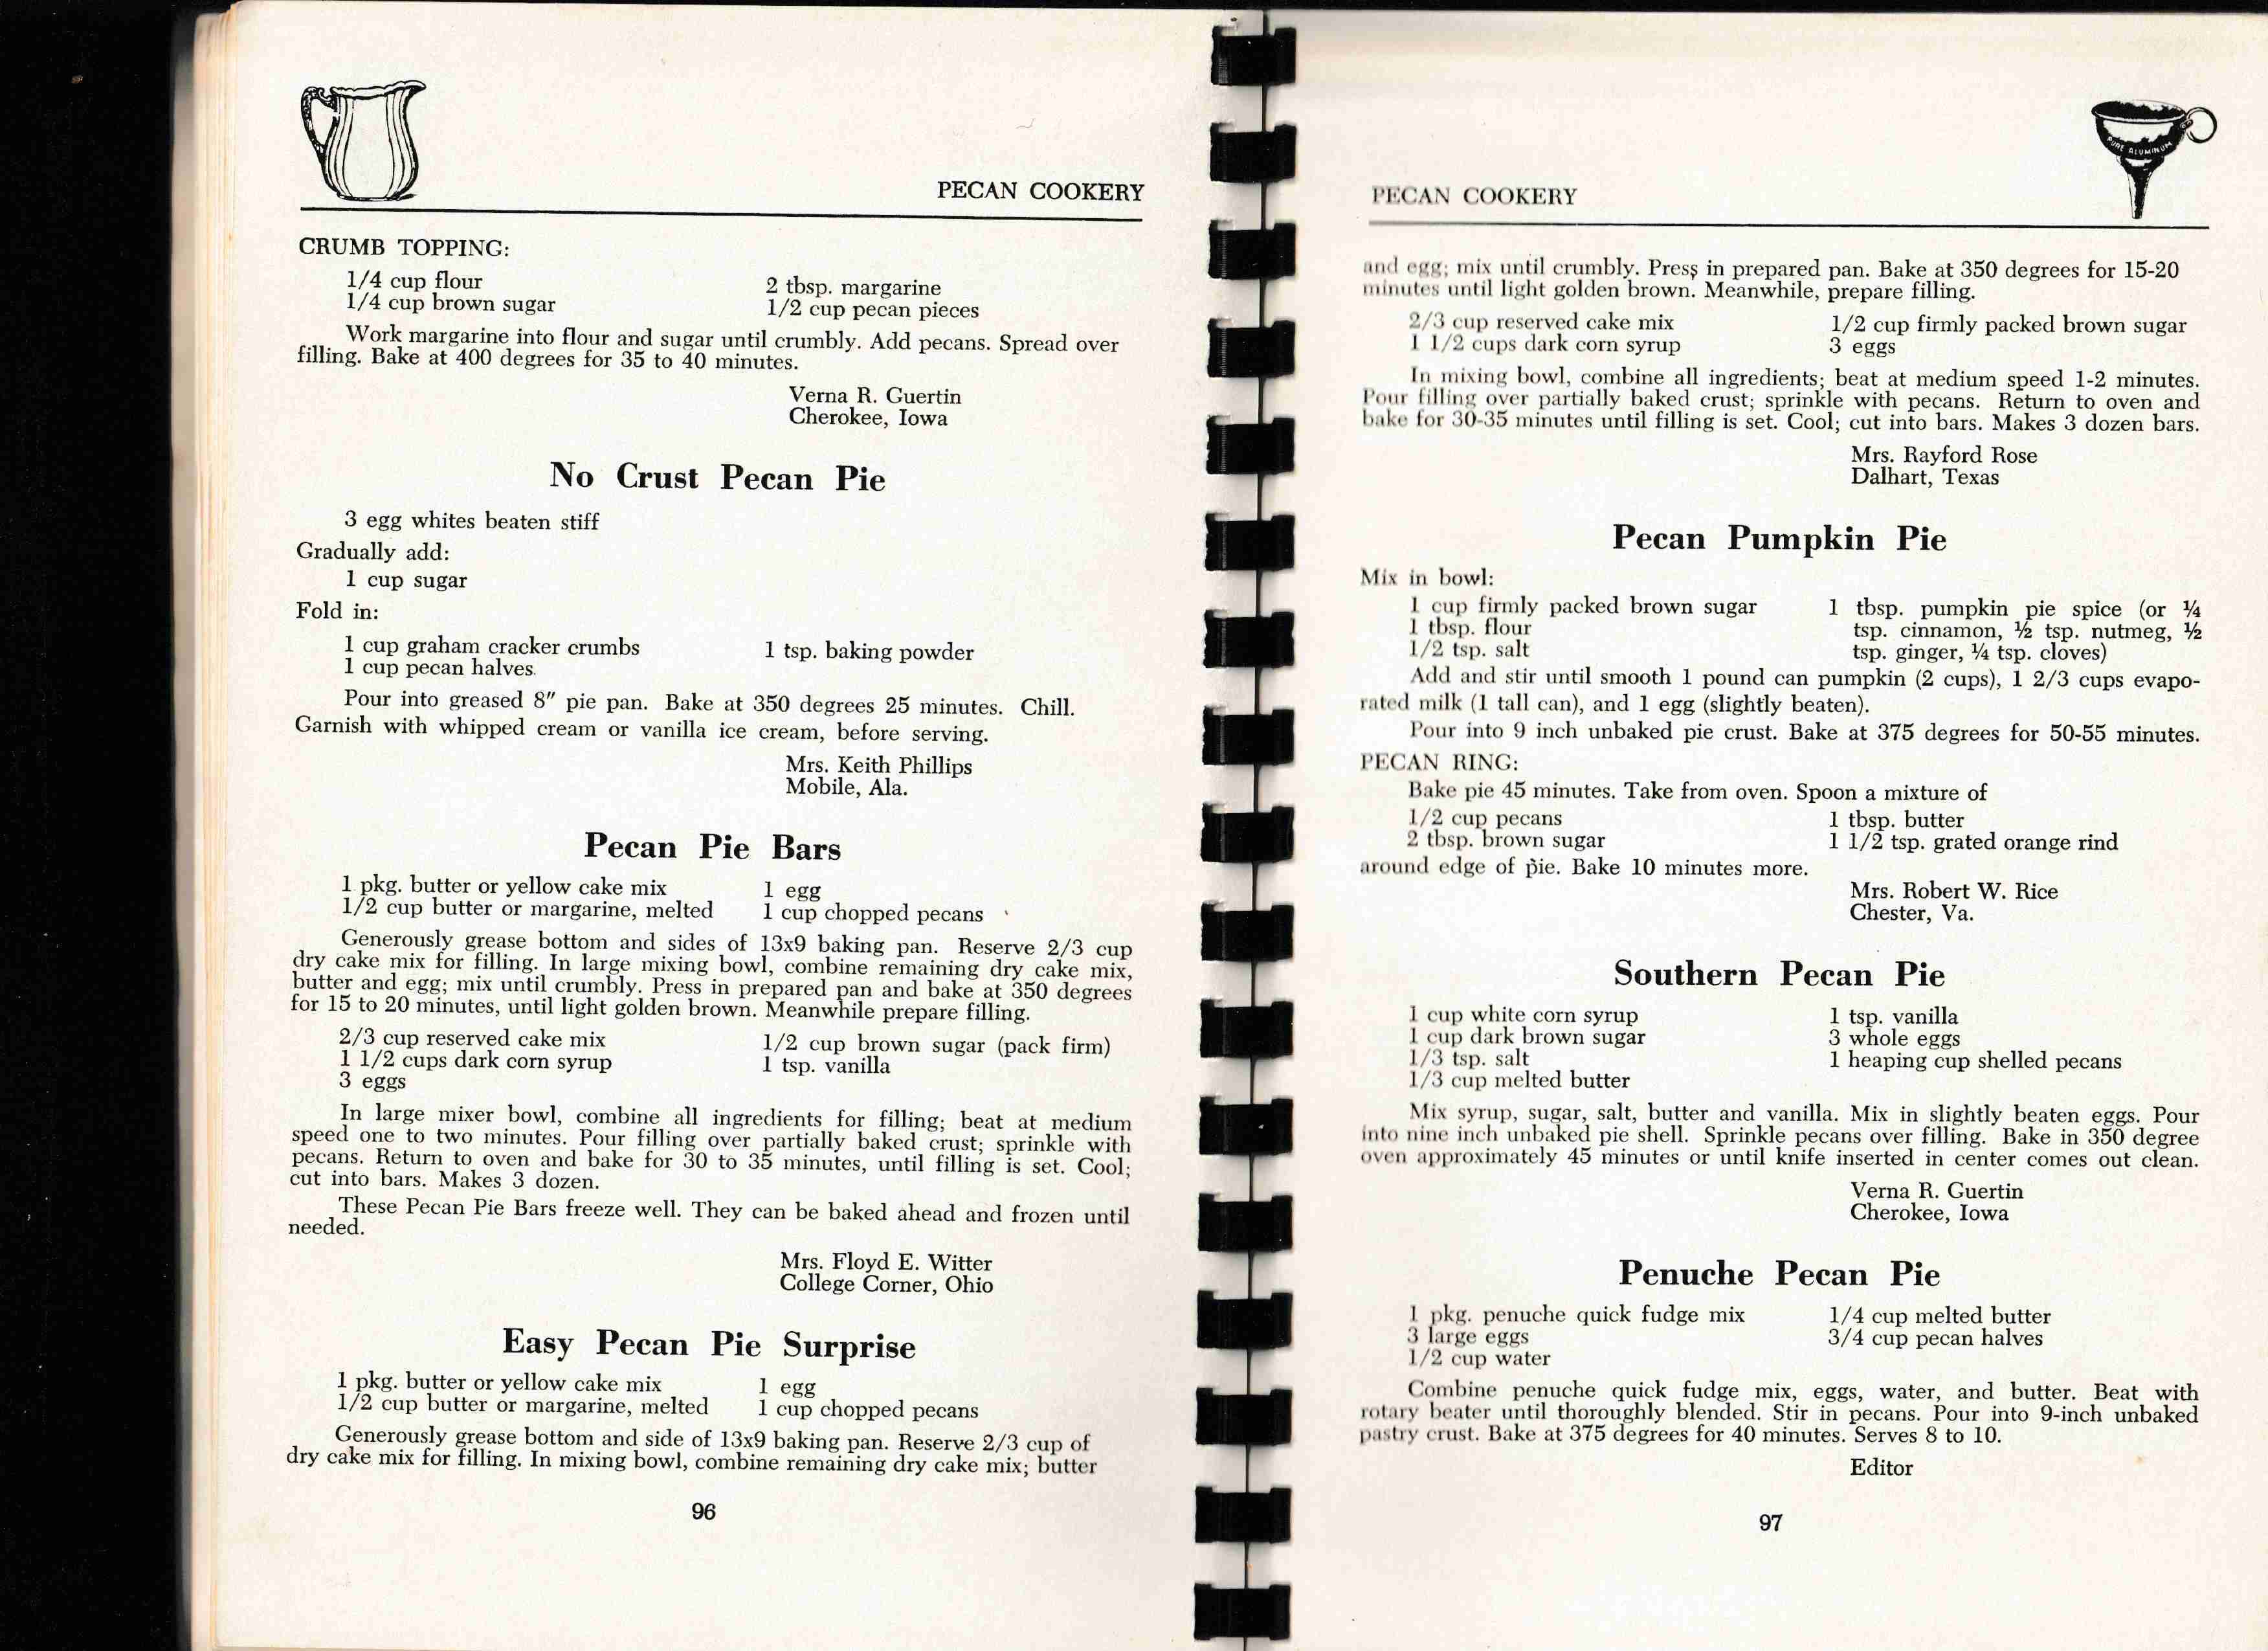 PECAN COOKERY
CRUMB TOPPING:
1/4 cup flour
1/4 cup brown sugar
2 tbsp. margarine
1/2 cup pecan pieces
Work margarine into flour and sugar until crumbly. Add pecans. Spread over
filling. Bake at 400 degrees for 35 to 40 minutes.
Verna R. Guertin
Cherokee, Iowa
No Crust Pecan Pie
3 egg whites beaten stiff
Gradually add:
1 cup sugar
Fold in:
1 cup graham cracker crumbs
1 cup pecan halves
1 tsp. baking powder
Pour into greased 8" pie pan. Bake at 350 degrees 25 minutes. Chill.
Garnish with whipped cream or vanilla ice cream, before serving.
Mrs. Keith Phillips
Mobile, Ala.
Pecan Pie Bars
1 pkg. butter or yellow cake mix
1/2 cup butter or margarine, melted
1 egg
1 cup chopped pecans
Generously grease bottom and sides of 13x9 baking pan. Reserve 2/3 cup
dry cake mix for filling. In large mixing bowl, combine remaining dry cake mix,
butter and egg; mix until crumbly. Press in prepared pan and bake at 350 degrees
for 15 to 20 minutes, until light golden brown. Meanwhile prepare filling.
2/3 cup reserved cake mix
1 1/2 cups dark corn syrup
3 eggs
1/2 cup brown sugar (pack firm)
1 tsp. vanilla
In large mixer bowl, combine all ingredients for filling; beat at medium
speed one to two minutes. Pour filling over partially baked crust; sprinkle with
pecans. Return to oven and bake for 30 to 35 minutes, until filling is set. Cool;
cut into bars. Makes 3 dozen.
These Pecan Pie Bars freeze well. They can be baked ahead and frozen until
needed.
Mrs. Floyd E. Witter
College Corner, Ohio
Easy Pecan Pie Surprise
1 pkg. butter or yellow cake mix
1/2 cup butter or margarine, melted
1 egg
1 cup chopped pecans
Generously grease bottom and side of 13x9 baking pan. Reserve 2/3 cup of
dry cake mix for filling. In mixing bowl, combine remaining dry cake mix; butter
96
PURE ALUMINUM
PECAN COOKERY
and egg; mix until crumbly. Press in prepared pan. Bake at 350 degrees for 15-20
minutes until light golden brown. Meanwhile, prepare filling.
2/3 cup reserved cake mix
1 1/2 cups dark corn syrup
1/2 cup firmly packed brown sugar
3 eggs
In mixing bowl, combine all ingredients; beat at medium speed 1-2 minutes.
Pour filling over partially baked crust; sprinkle with pecans. Return to oven and
bake for 30-35 minutes until filling is set. Cool; cut into bars. Makes 3 dozen bars.
Mrs. Rayford Rose
Dalhart, Texas
Pecan Pumpkin Pie
Mix in bowl:
1 cup firmly packed brown sugar
1 tbsp. flour
1/2 tsp. salt
1 tbsp. pumpkin pie spice (or ¼
tsp. cinnamon, ½ tsp. nutmeg, ½
tsp. ginger, ¼ tsp. cloves)
Add and stir until smooth 1 pound can pumpkin (2 cups), 1 2/3 cups evapo-
rated milk (1 tall can), and 1 egg (slightly beaten).
Pour into 9 inch unbaked pie crust. Bake at 375 degrees for 50-55 minutes.
PECAN RING:
Bake pie 45 minutes. Take from oven. Spoon a mixture of
1/2 cup pecans
2 tbsp. brown sugar
1 tbsp. butter
1 1/2 tsp. grated orange rind
around edge of pie. Bake 10 minutes more.
Mrs. Robert W. Rice
Chester, Va.
Southern Pecan Pie
1 cup white corn syrup
1 cup dark brown sugar
1/3 tsp. salt
1/3 cup melted butter
1 tsp. vanilla
3 whole eggs
1 heaping cup shelled pecans
Mix syrup, sugar, salt, butter and vanilla. Mix in slightly beaten eggs. Pour
into nine inch unbaked pie shell. Sprinkle pecans over filling. Bake in 350 degree
oven approximately 45 minutes or until knife inserted in center comes out clean.
Verna R. Guertin
Cherokee, Iowa
Penuche Pecan Pie
1 pkg. penuche quick fudge mix
3 large eggs
1/2 cup water
1/4 cup melted butter
3/4 cup pecan halves
Combine penuche quick fudge mix, eggs, water, and butter. Beat with
rotary beater until thoroughly blended. Stir in pecans. Pour into 9-inch unbaked
pastry crust. Bake at 375 degrees for 40 minutes. Serves 8 to 10.
Editor
97